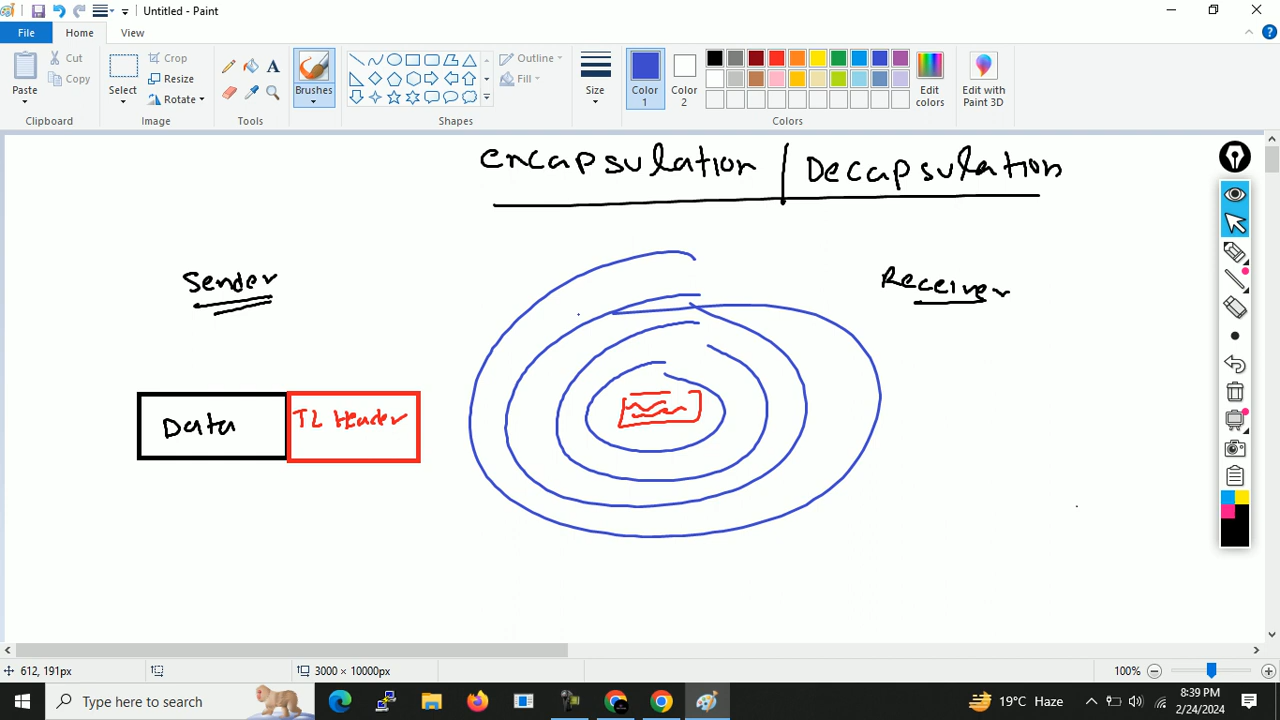 Untitled - Paint
File Home View
Paste Cut Copy Clipboard
Select Crop Resize Rotate Image
Tools
Brushes
Outline Fill Shapes
Size
Color 1 Color 2 Edit colors Colors
Edit with Paint 3D
encapsulation | Decapsulation
Sender
Receiver
Data TL Header
612, 191px 3000 × 10000px 100%
Type here to search 19°C Haze 8:39 PM
2/24/2024